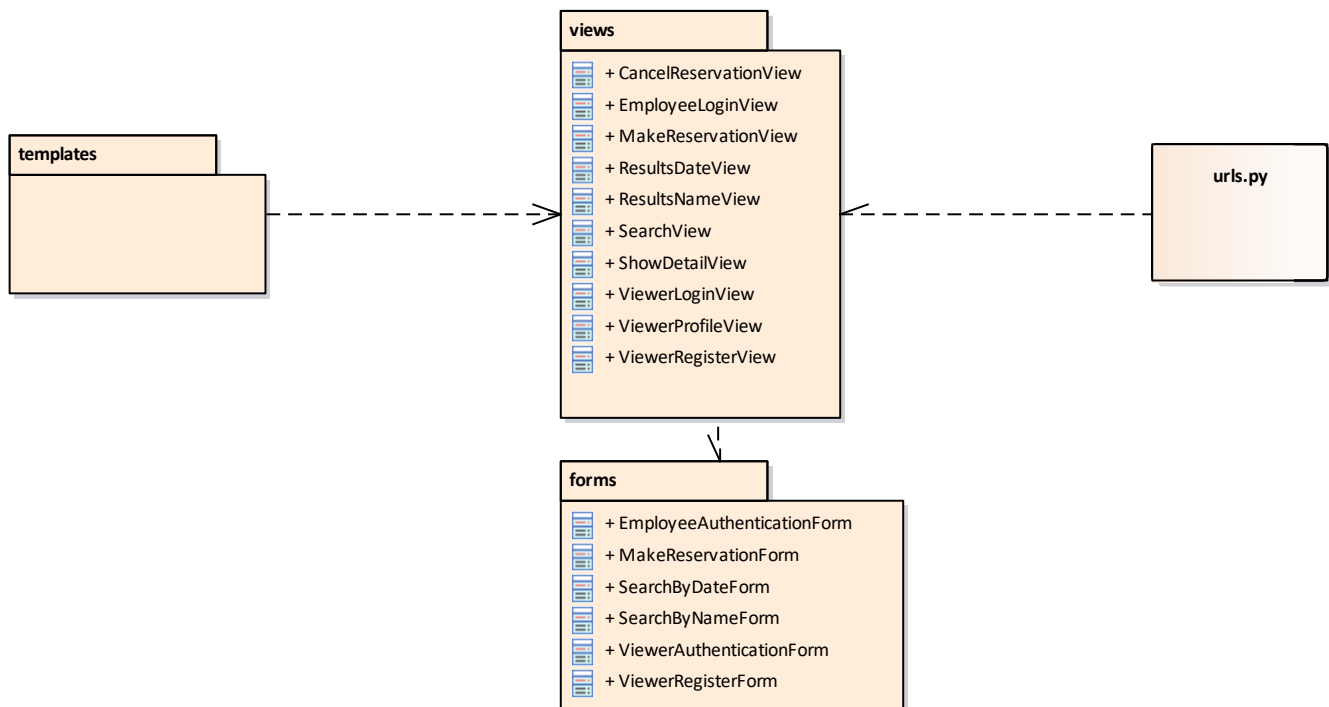 views
+ CancelReservationView
+ EmployeeLoginView
+ MakeReservationView
+ ResultsDateView
+ ResultsNameView
+ SearchView
+ ShowDetailView
+ ViewerLoginView
+ ViewerProfileView
+ ViewerRegisterView
templates
urls.py
forms
+ EmployeeAuthenticationForm
+ MakeReservationForm
+ SearchByDateForm
+ SearchByNameForm
+ ViewerAuthenticationForm
+ ViewerRegisterForm